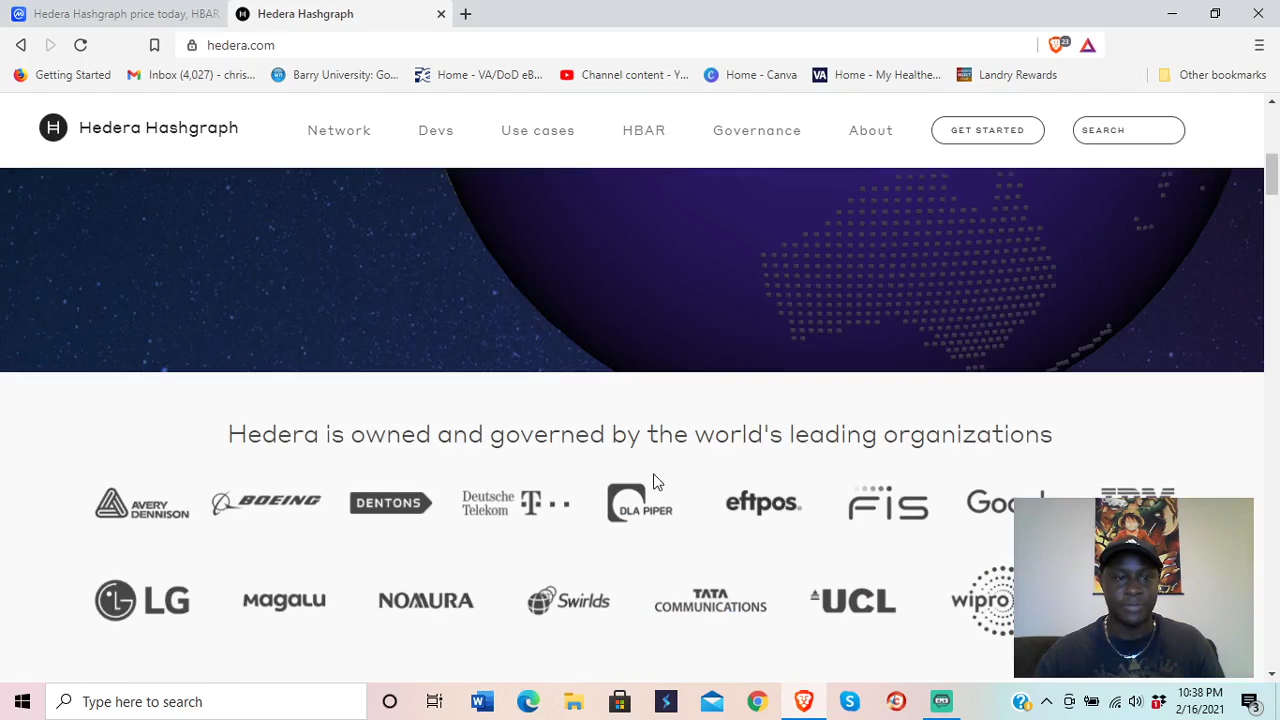 Hedera Hashgraph price today, HBAR
Hedera Hashgraph
hedera.com
23
Getting Started
Inbox (4,027) - chris...
Barry University: Go...
Home - VA/DoD eB...
Channel content - Y...
Home - Canva
VA
Home - My Healthe...
Landry Rewards
Other bookmarks
H Hedera Hashgraph
Network
Devs
Use cases
HBAR
Governance
About
GET STARTED
SEARCH
Hedera is owned and governed by the world's leading organizations
AVERY DENNISON
BOEING
DENTONS
Deutsche Telekom T
DLA PIPER
eftpos
FIS
LG
MAGALU
NOMURA
Swirlds
TATA COMMUNICATIONS
UCL
wipro
Type here to search
10:38 PM
2/16/2021
3